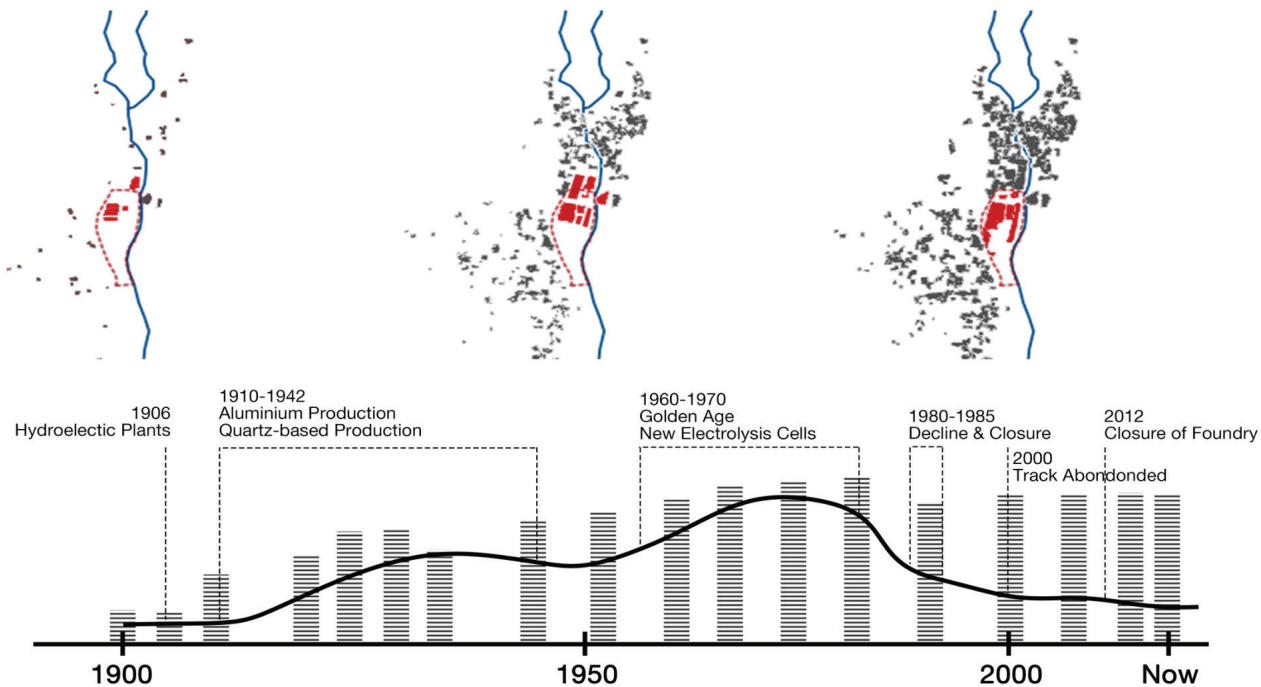 1906
Hydroelectic Plants
1910-1942
Aluminium Production
Quartz-based Production
1960-1970
Golden Age
New Electrolysis Cells
1980-1985
Decline & Closure
2000
Track Abondonded
2012
Closure of Foundry
1900
1950
2000
Now